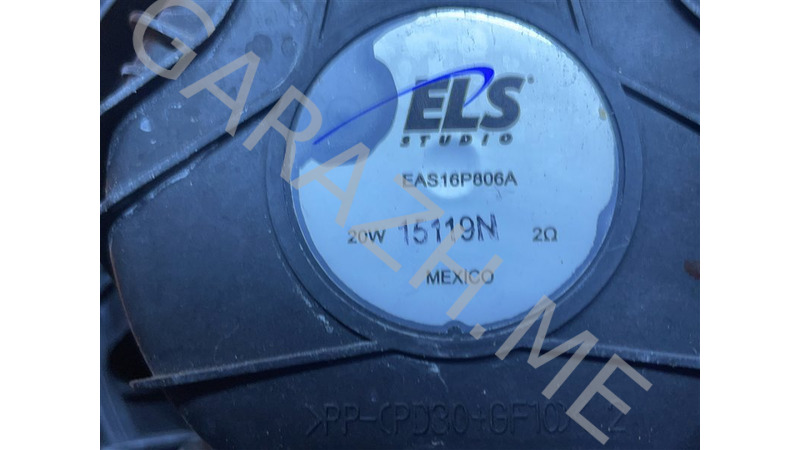 ELS
STUDIO
EAS16P806A
20W 15119N 2Ω
MEXICO
GARAZH.ME